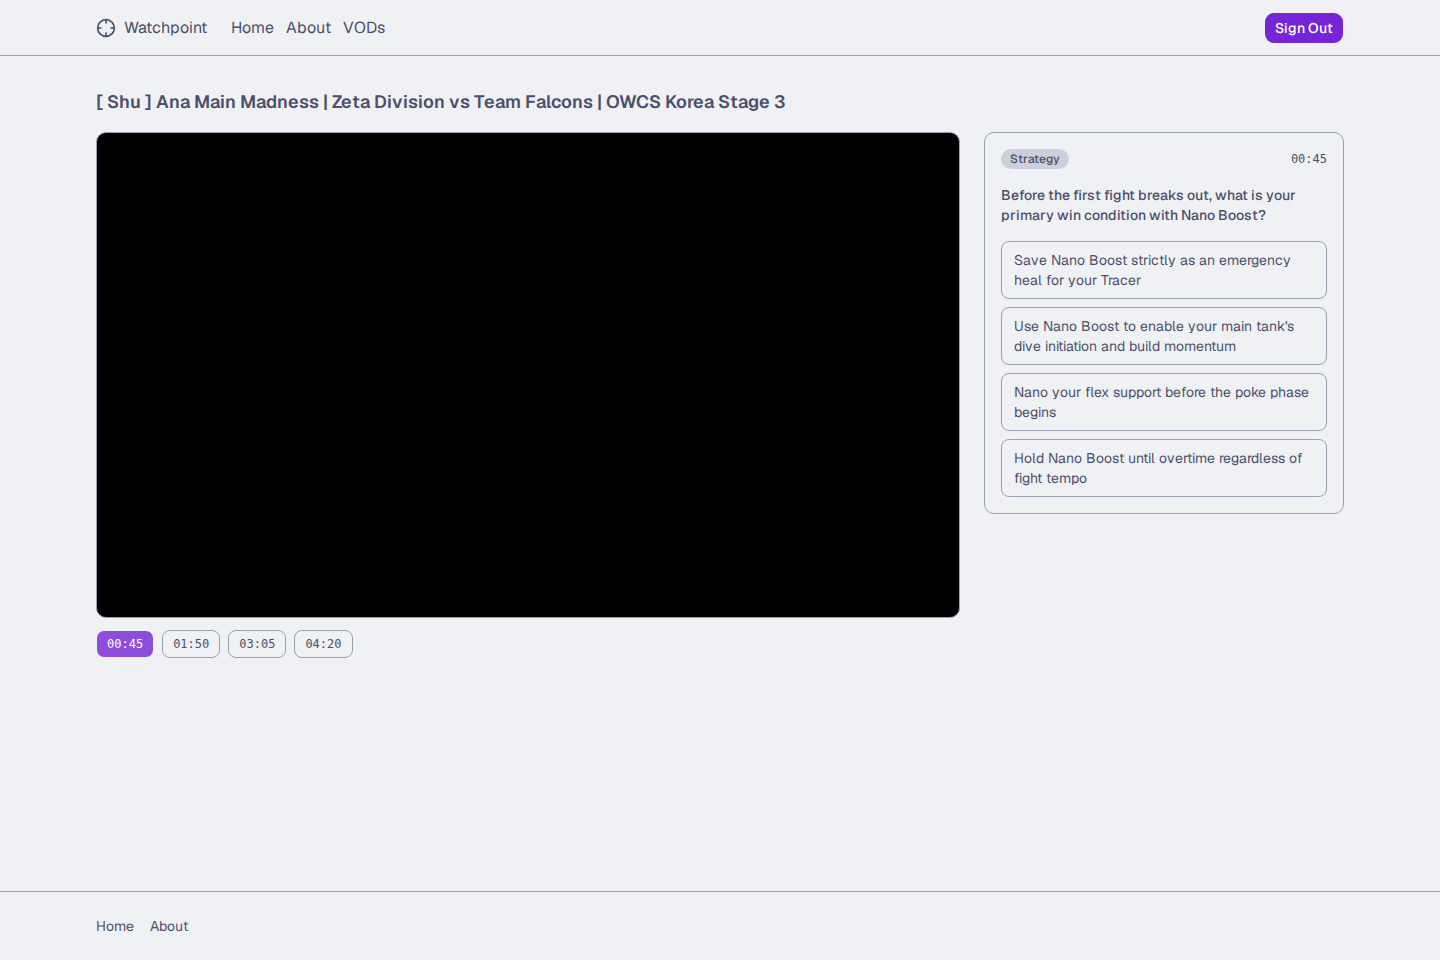 Watchpoint Home About VODs Sign Out
[ Shu ] Ana Main Madness | Zeta Division vs Team Falcons | OWCS Korea Stage 3
Strategy 00:45
Before the first fight breaks out, what is your
primary win condition with Nano Boost?
Save Nano Boost strictly as an emergency
heal for your Tracer
Use Nano Boost to enable your main tank's
dive initiation and build momentum
Nano your flex support before the poke phase
begins
Hold Nano Boost until overtime regardless of
fight tempo
00:45 01:50 03:05 04:20
Home About